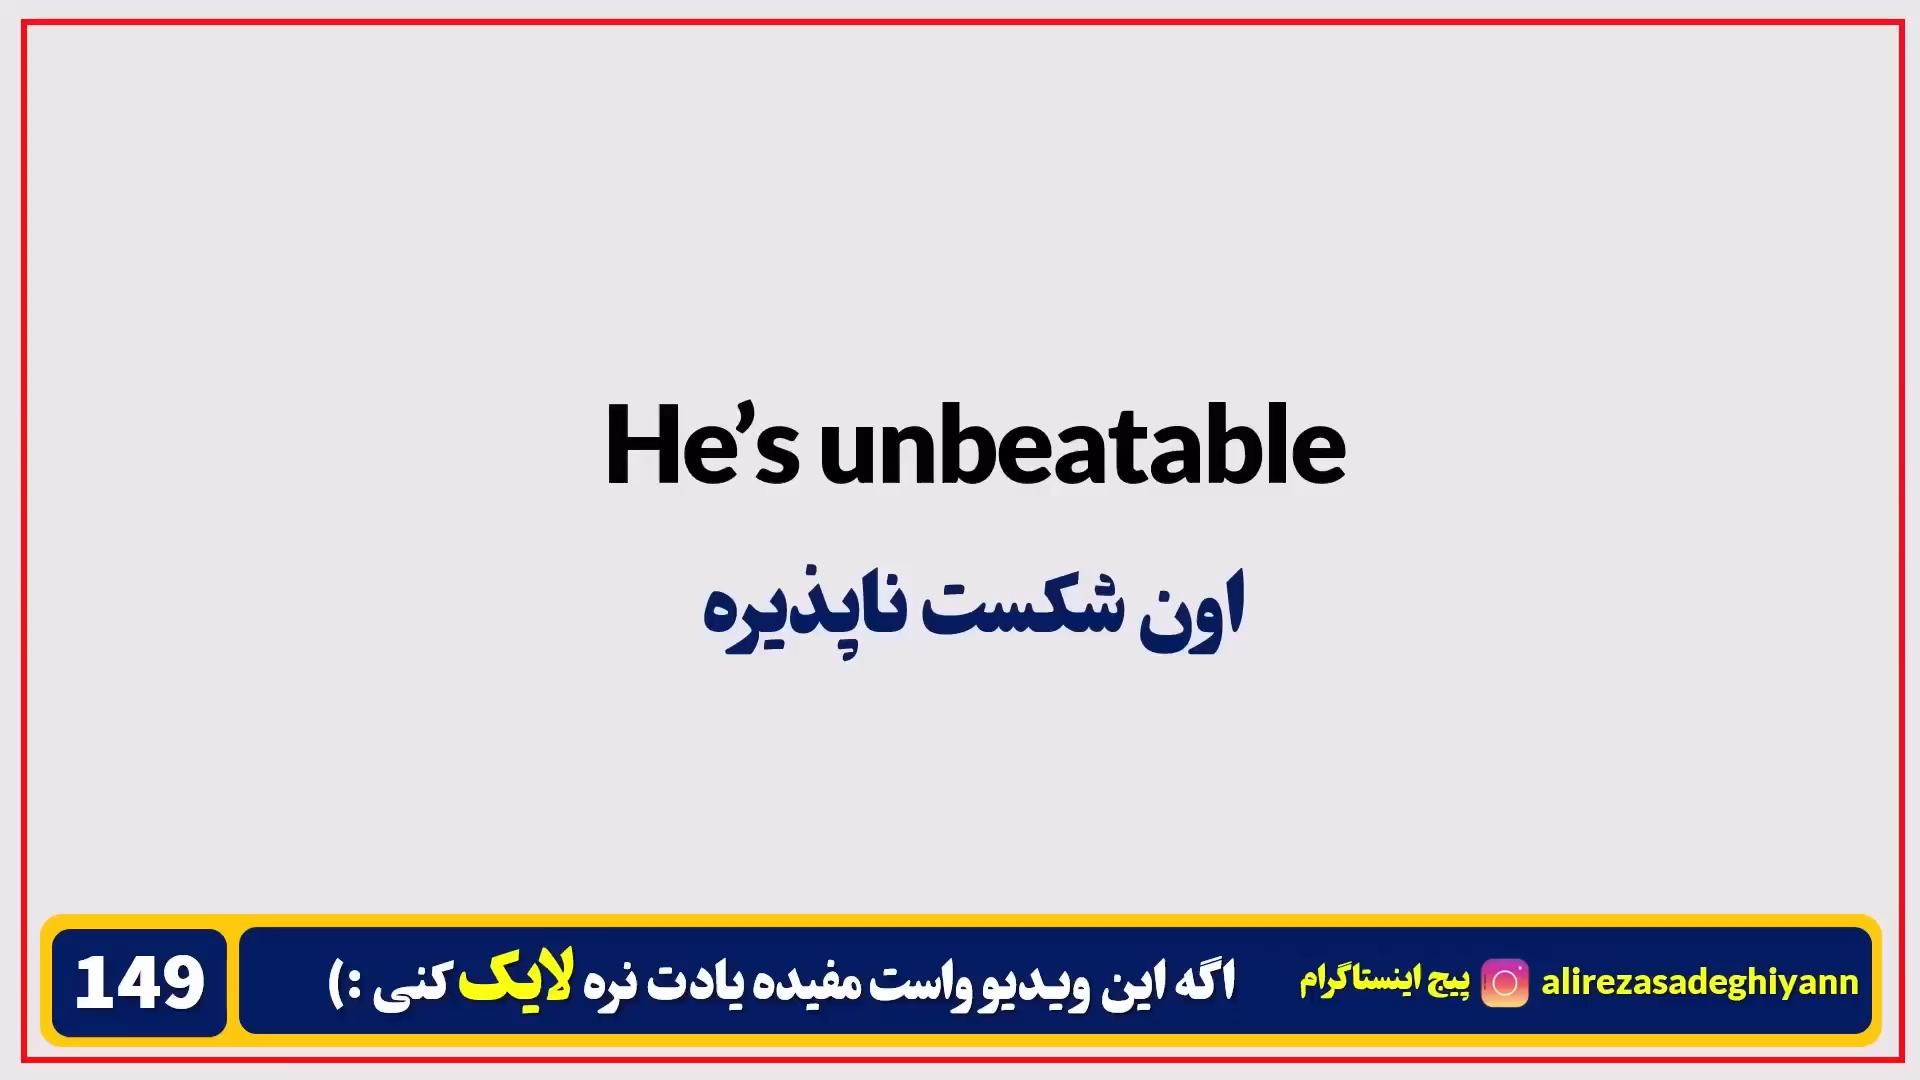 He’s unbeatable
اون شکست ناپذیره
149
اگه این ویدیو واست مفیده یادت نره لایک کنی :)
پیج اینستاگرام alirezasadeghiyann